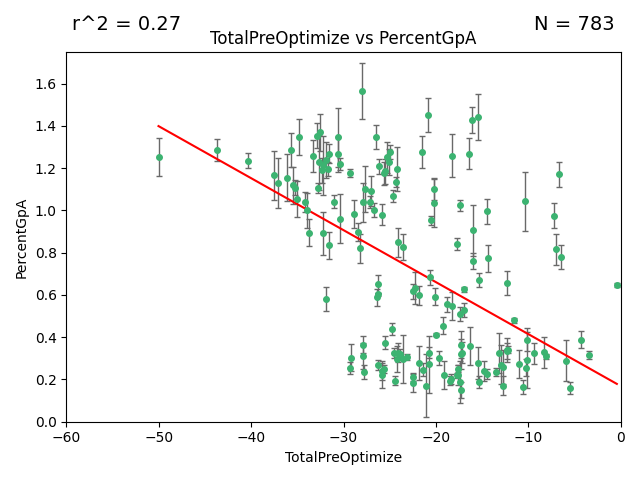 r^2 = 0.27
N = 783
TotalPreOptimize vs PercentGpA
PercentGpA
1.6
1.4
1.2
1.0
0.8
0.6
0.4
0.2
0.0
−60 −50 −40 −30 −20 −10 0
TotalPreOptimize